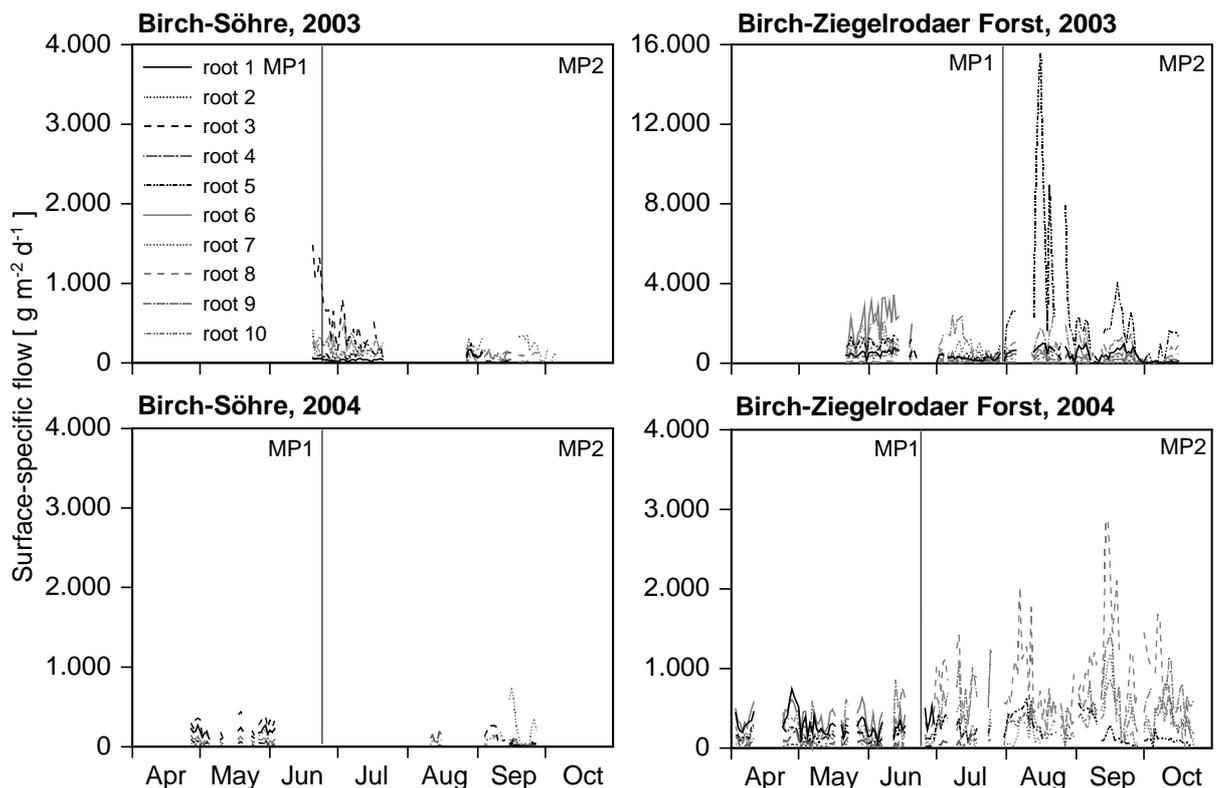 Birch-Söhre, 2003
4.000
3.000
2.000
1.000
0
MP1
MP2
root 1
root 2
root 3
root 4
root 5
root 6
root 7
root 8
root 9
root 10
Birch-Ziegelrodaer Forst, 2003
16.000
12.000
8.000
4.000
0
MP1
MP2
Surface-specific flow [ g m-2 d-1 ]
Birch-Söhre, 2004
4.000
3.000
2.000
1.000
0
MP1
MP2
Apr May Jun Jul Aug Sep Oct
Birch-Ziegelrodaer Forst, 2004
4.000
3.000
2.000
1.000
0
MP1
MP2
Apr May Jun Jul Aug Sep Oct